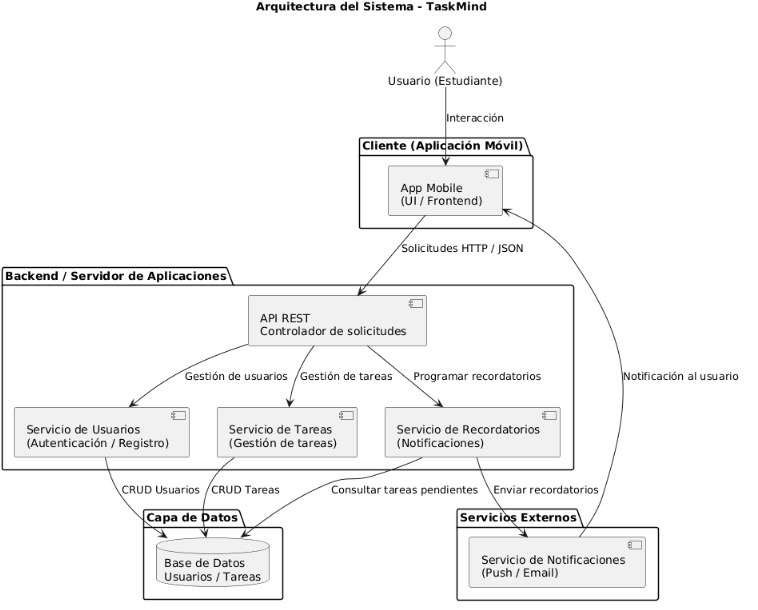 Arquitectura del Sistema - TaskMind
Usuario (Estudiante)
Interacción
Cliente (Aplicación Móvil)
App Mobile
(UI / Frontend)
Solicitudes HTTP / JSON
Backend / Servidor de Aplicaciones
API REST
Controlador de solicitudes
Gestión de usuarios
Gestión de tareas
Programar recordatorios
Notificación al usuario
Servicio de Usuarios
(Autenticación / Registro)
Servicio de Tareas
(Gestión de tareas)
Servicio de Recordatorios
(Notificaciones)
CRUD Usuarios
CRUD Tareas
Consultar tareas pendientes
Enviar recordatorios
Capa de Datos
Base de Datos
Usuarios / Tareas
Servicios Externos
Servicio de Notificaciones
(Push / Email)